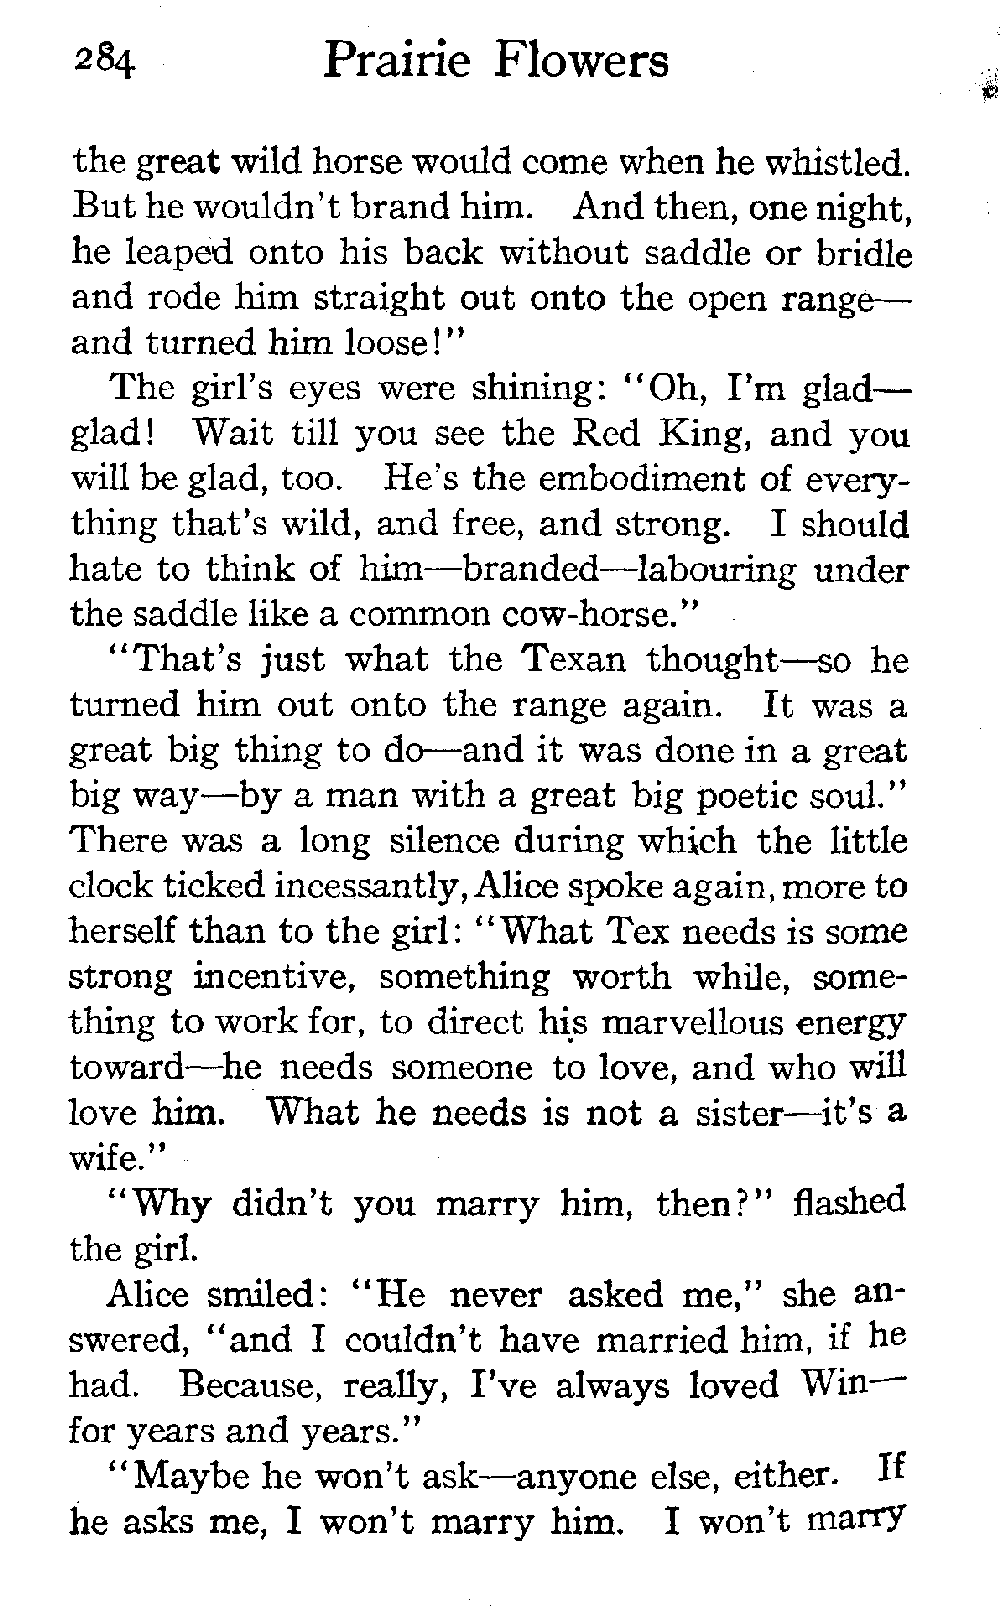 284 Prairie Flowers
the great wild horse would come when he whistled.
But he wouldn't brand him. And then, one night,
he leaped onto his back without saddle or bridle
and rode him straight out onto the open range—
and turned him loose!"
The girl's eyes were shining: "Oh, I'm glad—
glad! Wait till you see the Red King, and you
will be glad, too. He's the embodiment of every-
thing that's wild, and free, and strong. I should
hate to think of him—branded—labouring under
the saddle like a common cow-horse."
"That's just what the Texan thought—so he
turned him out onto the range again. It was a
great big thing to do—and it was done in a great
big way—by a man with a great big poetic soul."
There was a long silence during which the little
clock ticked incessantly, Alice spoke again, more to
herself than to the girl: "What Tex needs is some
strong incentive, something worth while, some-
thing to work for, to direct his marvellous energy
toward—he needs someone to love, and who will
love him. What he needs is not a sister—it's a
wife."
"Why didn't you marry him, then?" flashed
the girl.
Alice smiled: "He never asked me," she an-
swered, "and I couldn't have married him, if he
had. Because, really, I've always loved Win—
for years and years."
"Maybe he won't ask—anyone else, either. If
he asks me, I won't marry him. I won't marry